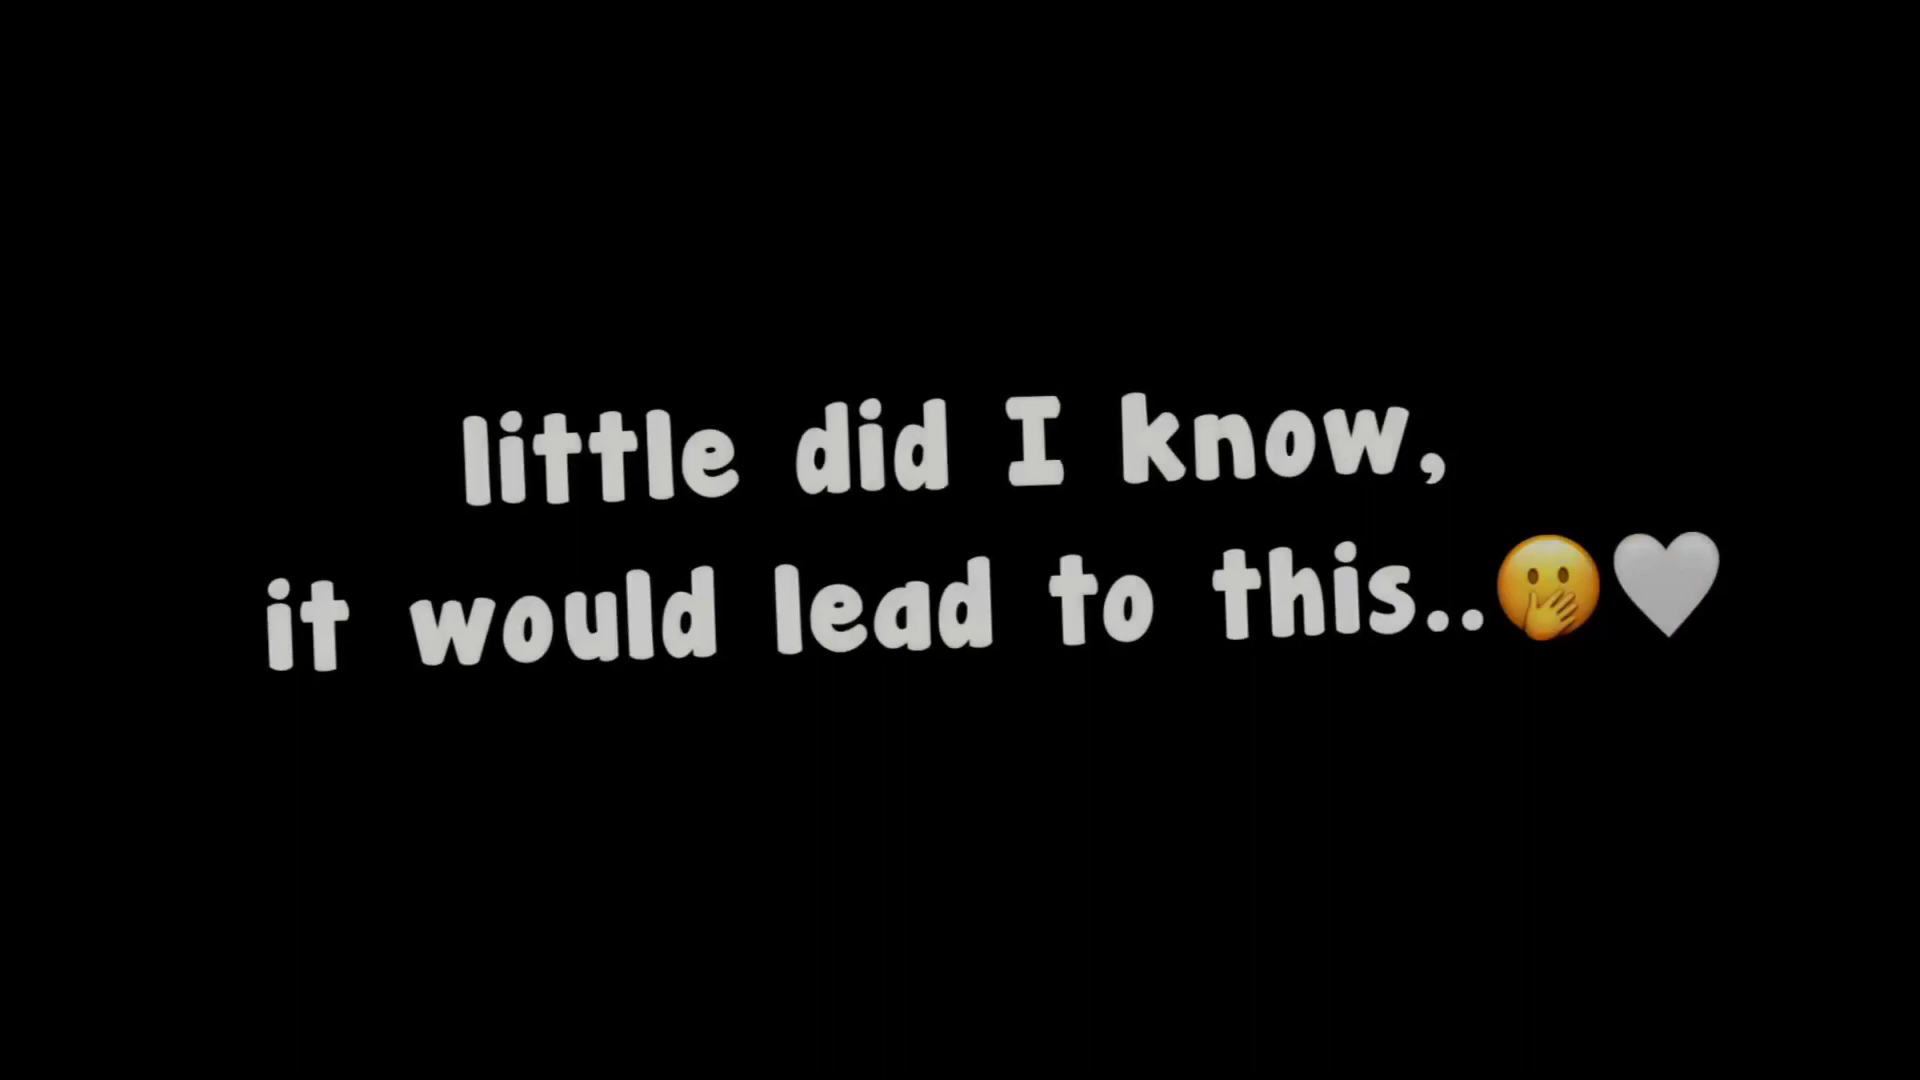 little did I know,
it would lead to this..🫢🤍